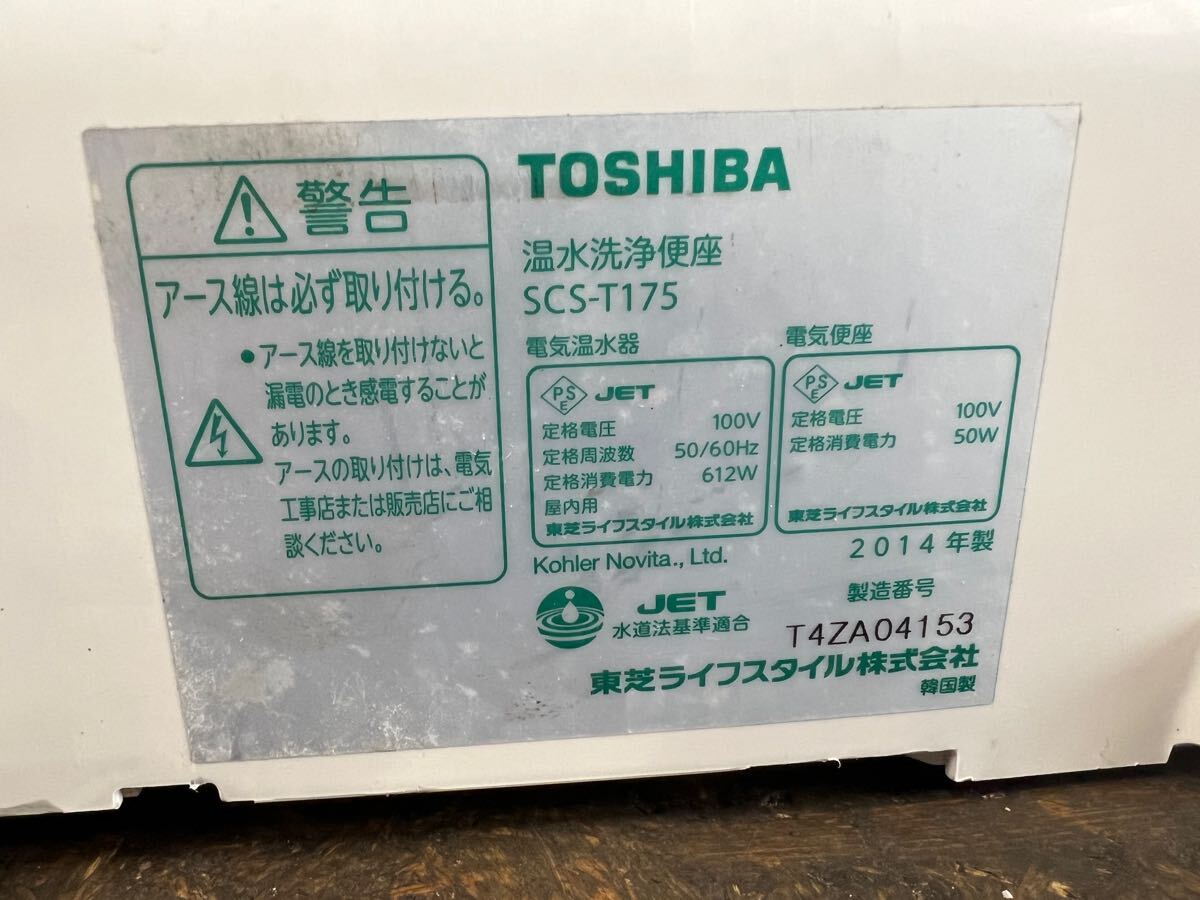 警告
アース線は必ず取り付ける。
●アース線を取り付けないと
漏電のとき感電することが
あります。
アースの取り付けは、電気
工事店または販売店にご相
談ください。
TOSHIBA
温水洗浄便座
SCS-T175
電気温水器
PSE JET
定格電圧 100V
定格周波数 50/60Hz
定格消費電力 612W
屋内用
東芝ライフスタイル株式会社
電気便座
PSE JET
定格電圧 100V
定格消費電力 50W
東芝ライフスタイル株式会社
Kohler Novita., Ltd.
2014年製
JET
水道法基準適合
製造番号
T4ZA04153
東芝ライフスタイル株式会社
韓国製